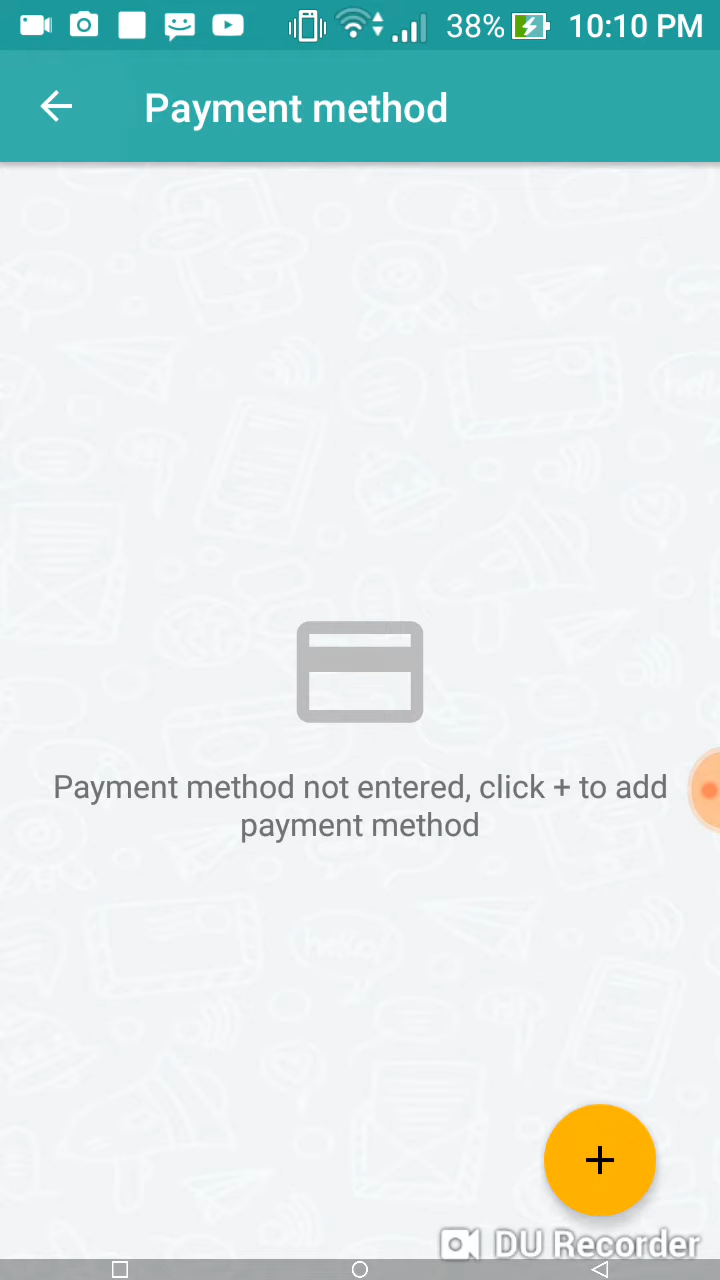 38% 10:10 PM
Payment method
Payment method not entered, click + to add
payment method
DU Recorder